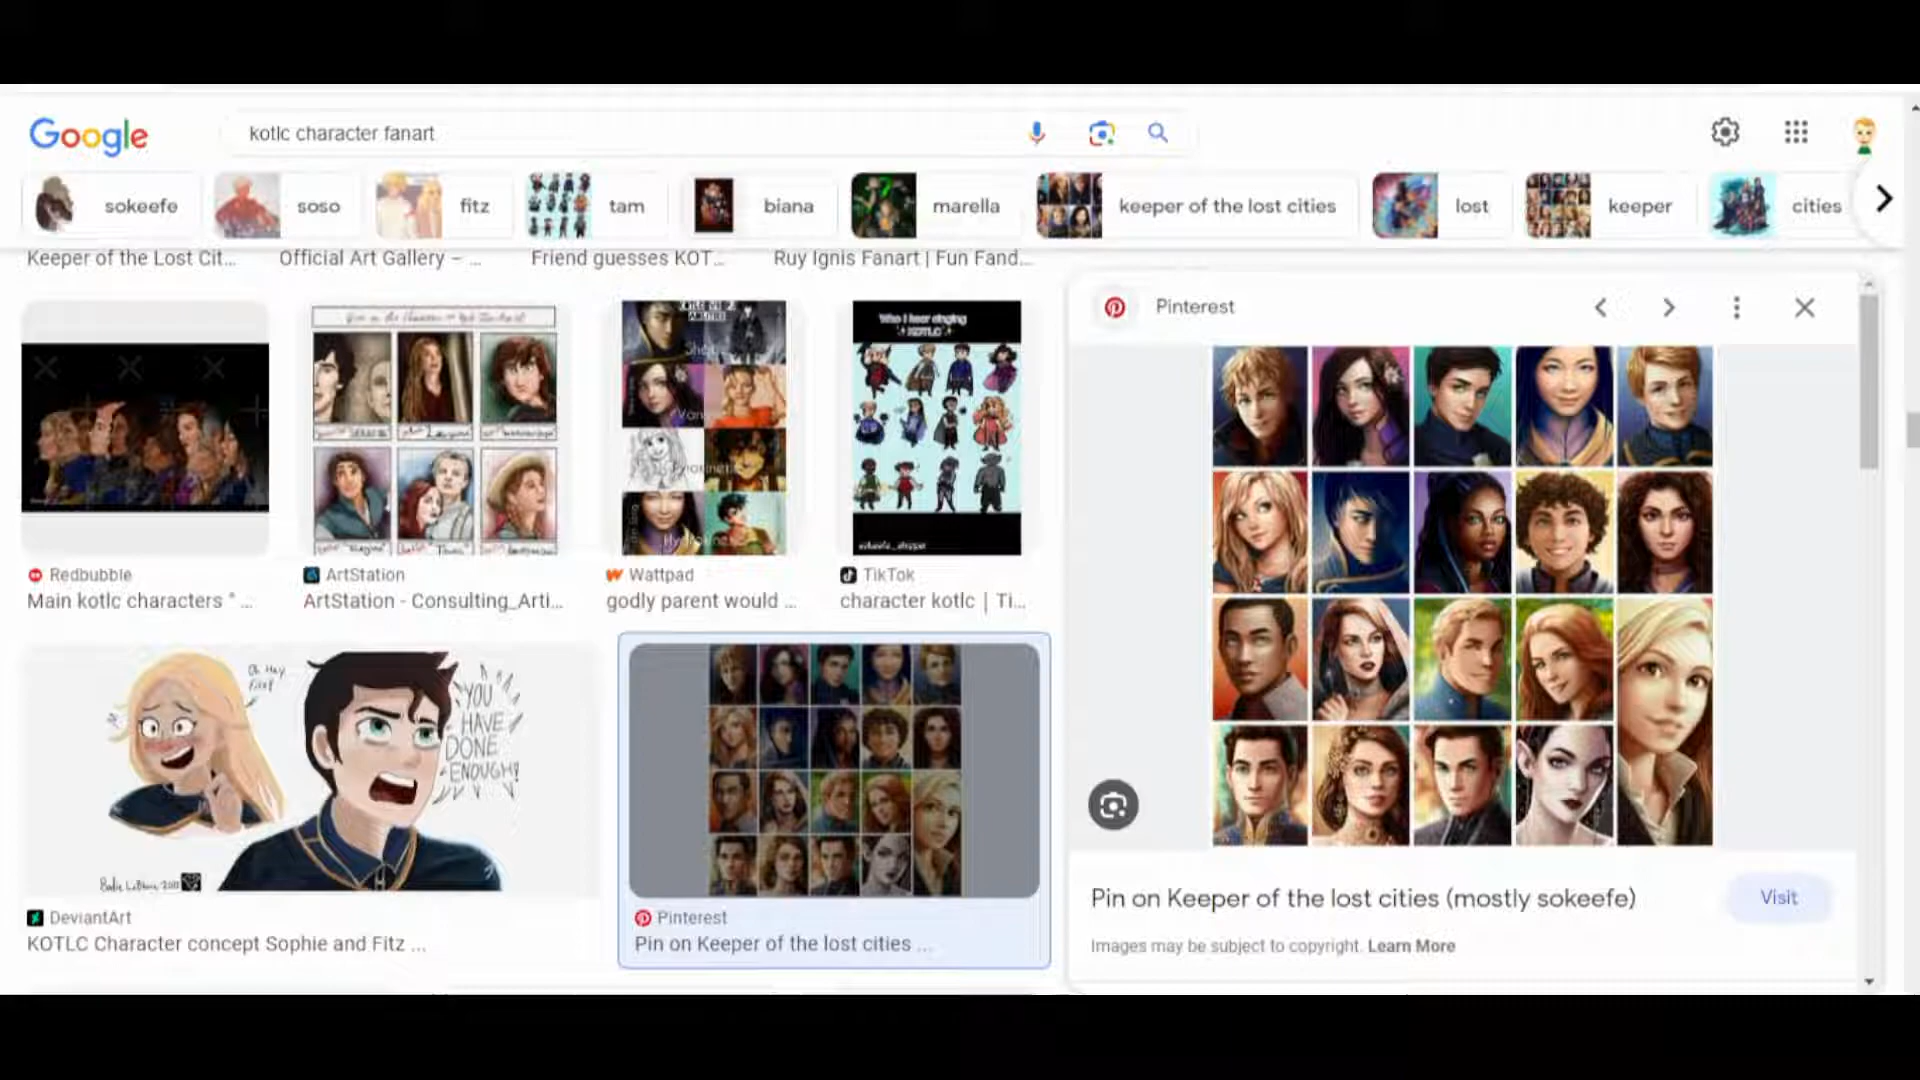 Google
kotlc character fanart
sokeefe
soso
fitz
tam
biana
marella
keeper of the lost cities
lost
keeper
cities
Keeper of the Lost Cit...
Official Art Gallery – ...
Friend guesses KOT...
Ruy Ignis Fanart | Fun Fand...
Pinterest
Who I hear singing
KOTLC
Redbubble
Main kotlc characters " ...
ArtStation
ArtStation - Consulting_Arti...
Wattpad
godly parent would ...
TikTok
character kotlc | Ti...
Oh Hey
Fitz!
YOU
HAVE
DONE
ENOUGH!
DeviantArt
KOTLC Character concept Sophie and Fitz ...
Pinterest
Pin on Keeper of the lost cities ...
Pin on Keeper of the lost cities (mostly sokeefe)
Visit
Images may be subject to copyright. Learn More